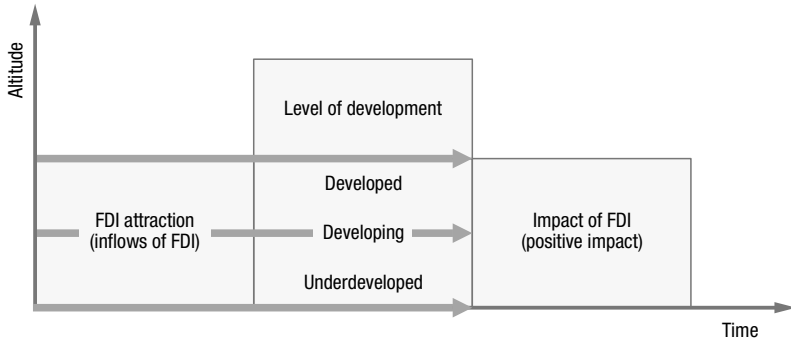 Altitude
Level of development
Developed
FDI attraction
(inflows of FDI)
Developing
Impact of FDI
(positive impact)
Underdeveloped
Time